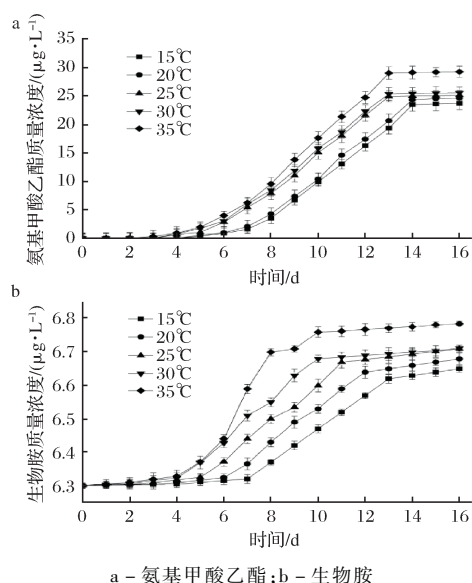 a
氨基甲酸乙酯质量浓度/(μg·L⁻¹)
35
30
25
20
15
10
5
0
15℃
20℃
25℃
30℃
35℃
0 2 4 6 8 10 12 14 16
时间/d
b
生物胺质量浓度/(μg·L⁻¹)
6.8
6.7
6.6
6.4
6.3
15℃
20℃
25℃
30℃
35℃
0 2 4 6 8 10 12 14 16
时间/d
a－氨基甲酸乙酯;b－生物胺